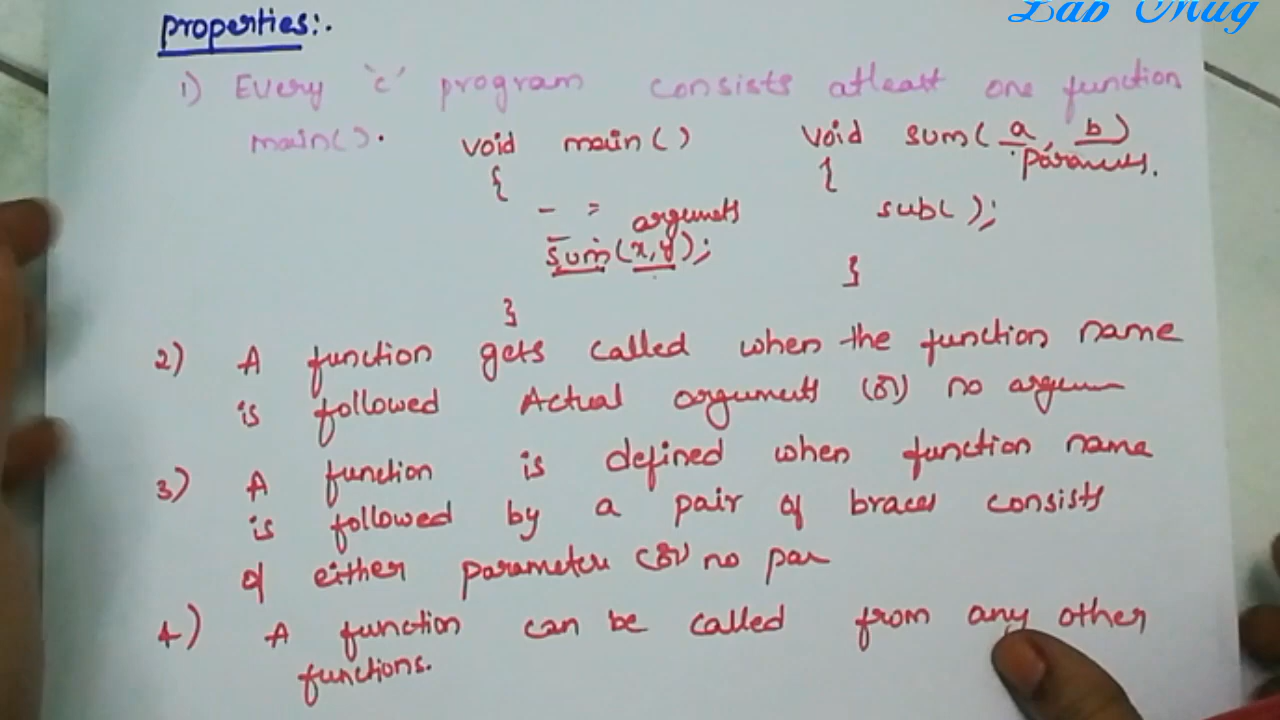 Lab Mug
properties:.
1) Every 'c' program consists atleast one function
main().
void main()
{
- =
arguments
sum(x,y);
}
void sum(a, b)
{
sub( );
}
2) A function gets called when the function name
is followed Actual arguments (or) no argum
3) A function is defined when function name
is followed by a pair of braces consists
of either parameters (or) no par
4) A function can be called from any other
functions.